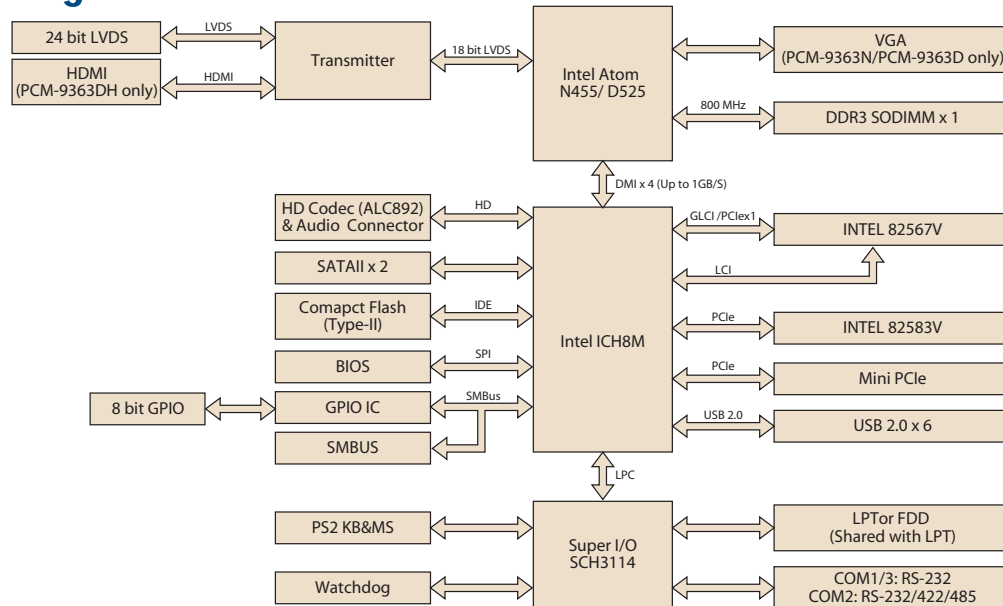 24 bit LVDS
LVDS
HDMI
(PCM-9363DH only)
HDMI
Transmitter
18 bit LVDS
Intel Atom
N455/ D525
VGA
(PCM-9363N/PCM-9363D only)
800 MHz
DDR3 SODIMM x 1
DMI x 4 (Up to 1GB/S)
HD Codec (ALC892)
& Audio Connector
HD
SATAII x 2
Comapct Flash
(Type-II)
IDE
BIOS
SPI
8 bit GPIO
GPIO IC
SMBus
SMBUS
Intel ICH8M
GLCI /PCIex1
INTEL 82567V
LCI
PCIe
INTEL 82583V
PCIe
Mini PCIe
USB 2.0
USB 2.0 x 6
LPC
PS2 KB&MS
Watchdog
Super I/O
SCH3114
LPTor FDD
(Shared with LPT)
COM1/3: RS-232
COM2: RS-232/422/485